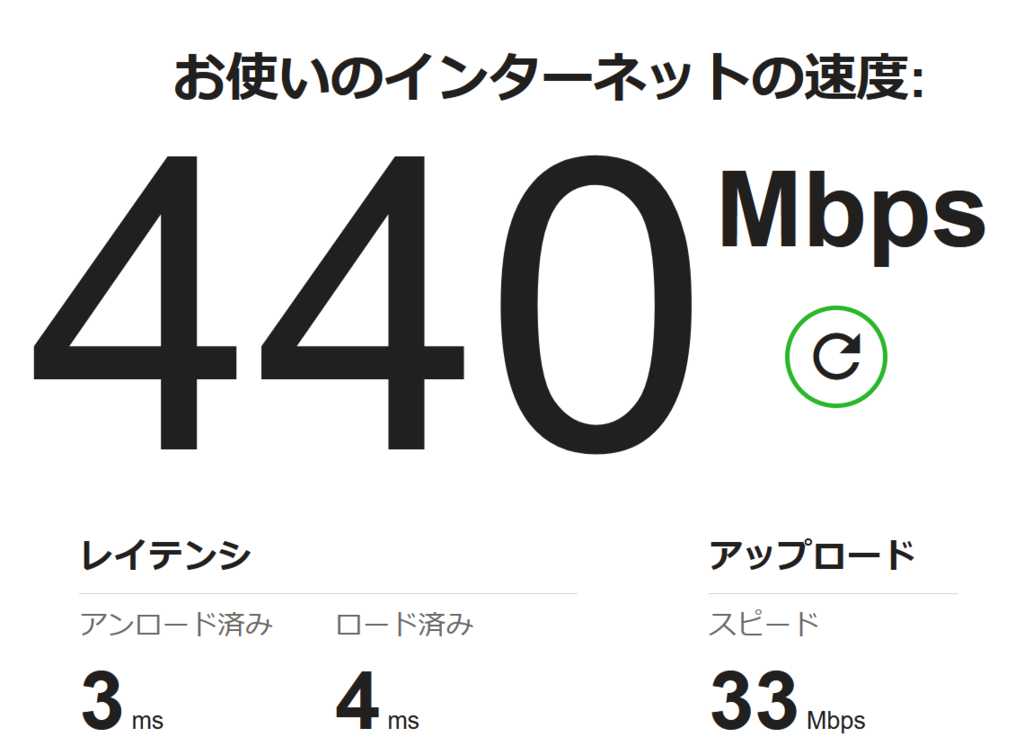 お使いのインターネットの速度:
440 Mbps
レイテンシ アップロード
アンロード済み ロード済み スピード
3 ms 4 ms 33 Mbps